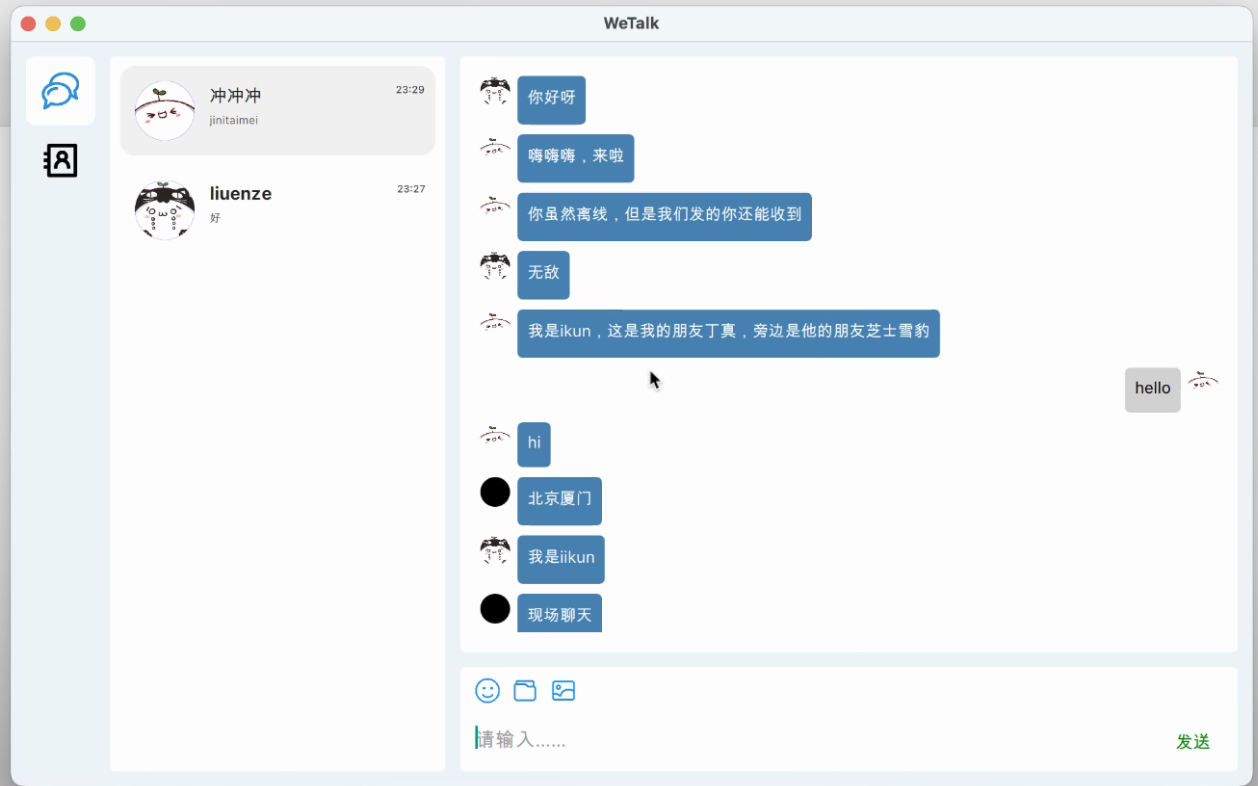 WeTalk
冲冲冲
23:29
jinitaimei
liuenze
23:27
好
你好呀
嗨嗨嗨，来啦
你虽然离线，但是我们发的你还能收到
无敌
我是ikun，这是我的朋友丁真，旁边是他的朋友芝士雪豹
hello
hi
北京厦门
我是iikun
现场聊天
请输入……
发送